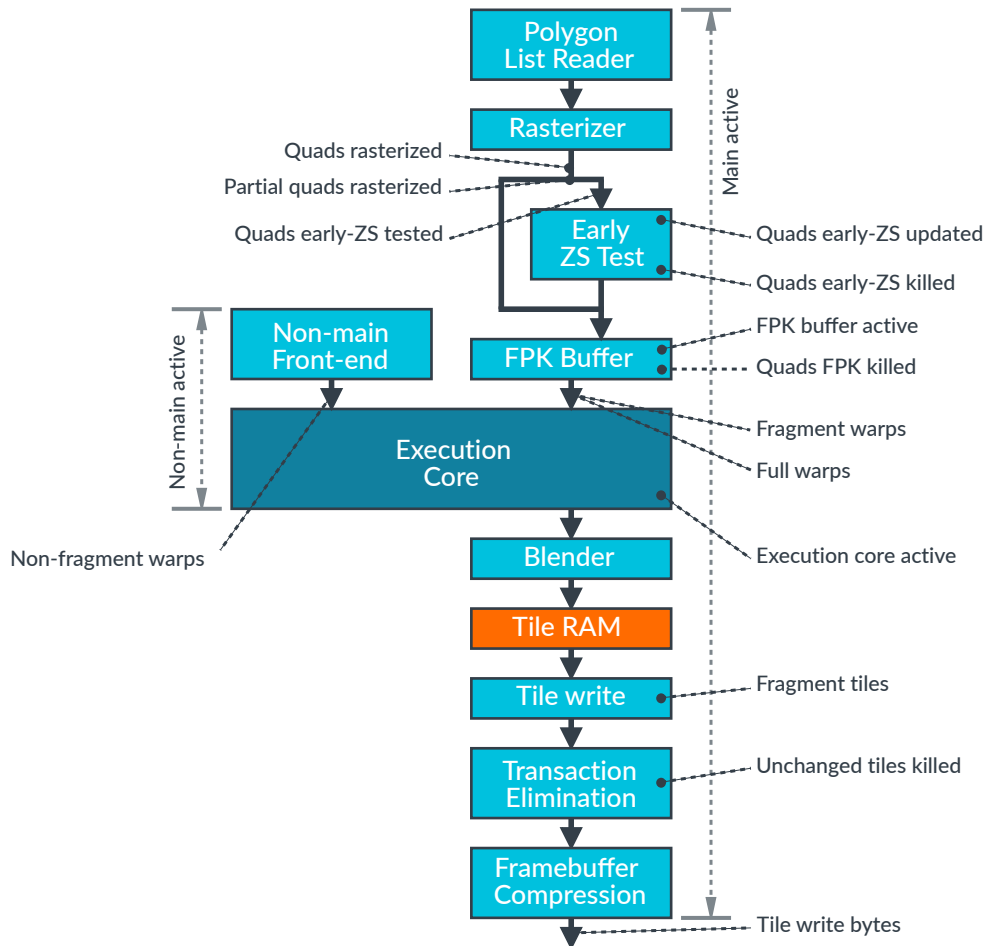 Polygon
List Reader
Main active
Rasterizer
Quads rasterized
Partial quads rasterized
Quads early-ZS tested
Early
ZS Test
Quads early-ZS updated
Quads early-ZS killed
Non-main active
Non-main
Front-end
FPK Buffer
FPK buffer active
Quads FPK killed
Fragment warps
Full warps
Execution
Core
Non-fragment warps
Execution core active
Blender
Tile RAM
Tile write
Fragment tiles
Transaction
Elimination
Unchanged tiles killed
Framebuffer
Compression
Tile write bytes